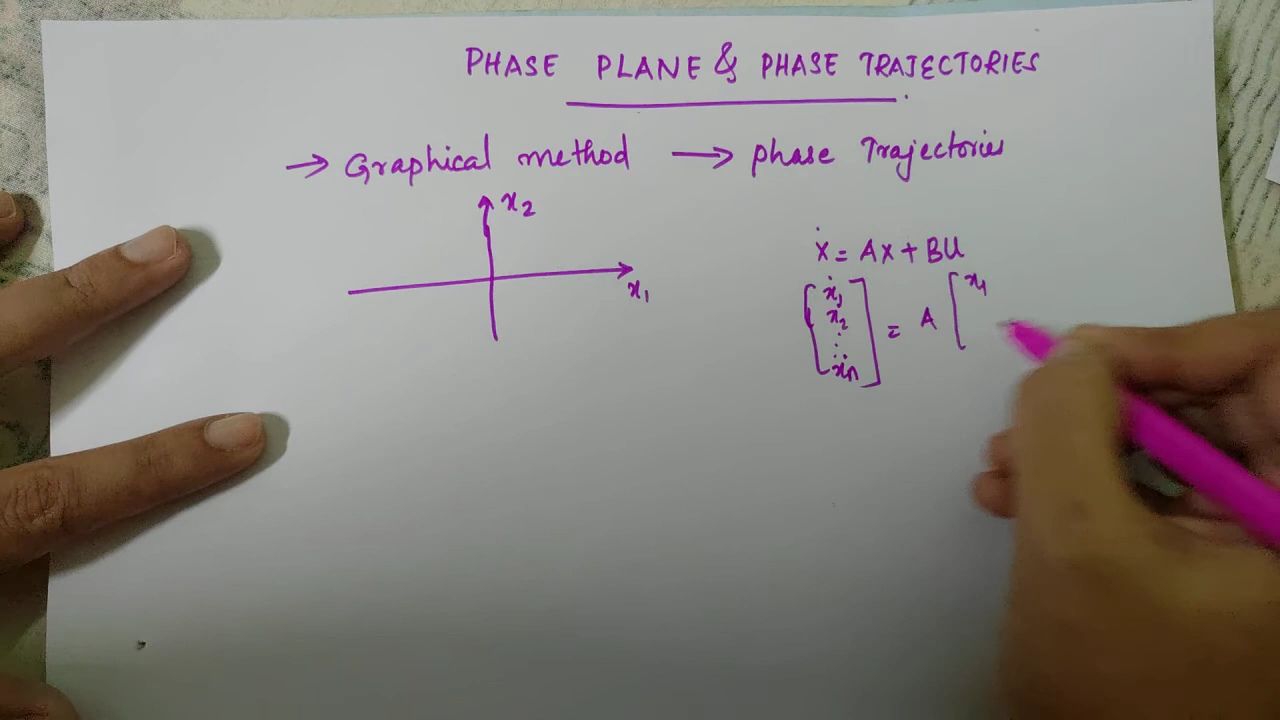 PHASE PLANE & PHASE TRAJECTORIES
→ Graphical method → phase Trajectories
x2
x1
ẋ = AX + BU
[ẋ1 ẋ2 ⋮ ẋn] = A [x1